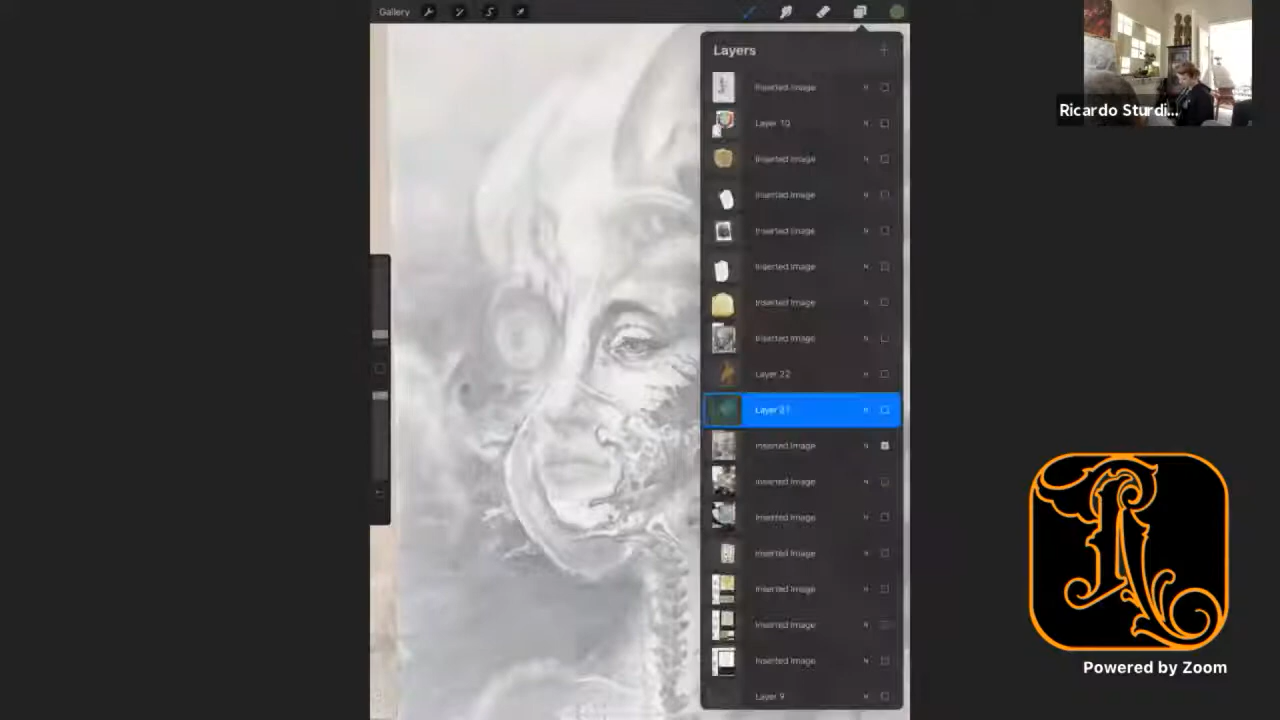 Gallery
Layers
Inserted Image N
Layer 10 N
Inserted Image N
Inserted Image N
Inserted Image N
Inserted Image N
Inserted Image N
Inserted Image N
Layer 22 N
Layer 21 N
Inserted Image N
Inserted Image N
Inserted Image N
Inserted Image N
Inserted Image N
Inserted Image N
Inserted Image N
Layer 9 N
Ricardo Sturdi...
Powered by Zoom